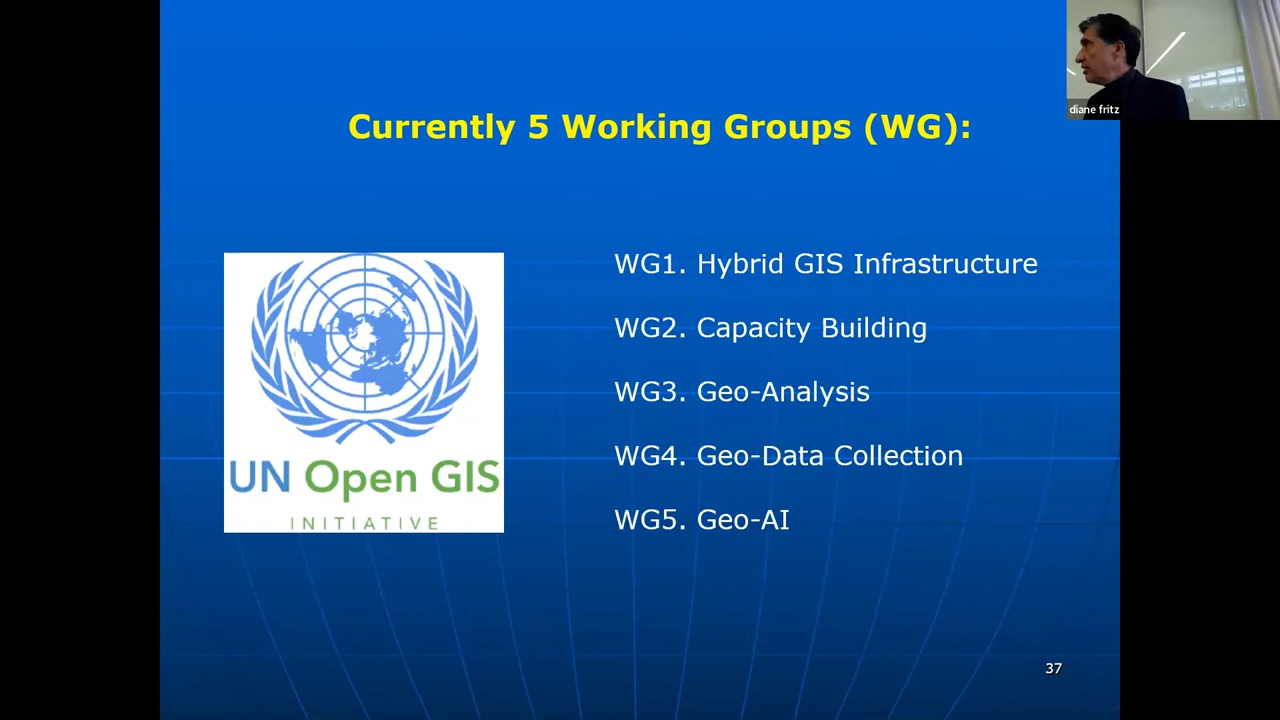 diane fritz
Currently 5 Working Groups (WG):
WG1. Hybrid GIS Infrastructure
WG2. Capacity Building
WG3. Geo-Analysis
WG4. Geo-Data Collection
WG5. Geo-AI
UN Open GIS
INITIATIVE
37